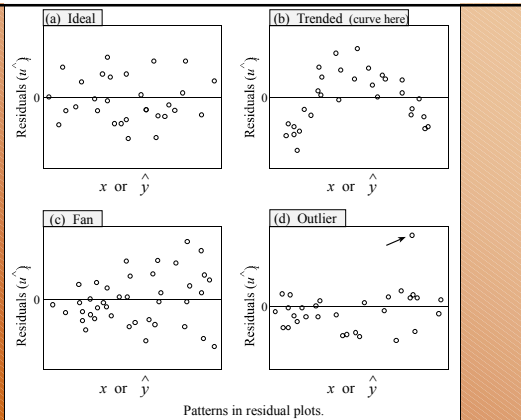 (a) Ideal
Residuals (û)
0
x or ŷ
(b) Trended (curve here)
Residuals (û)
0
x or ŷ
(c) Fan
Residuals (û)
0
x or ŷ
(d) Outlier
Residuals (û)
0
x or ŷ
Patterns in residual plots.